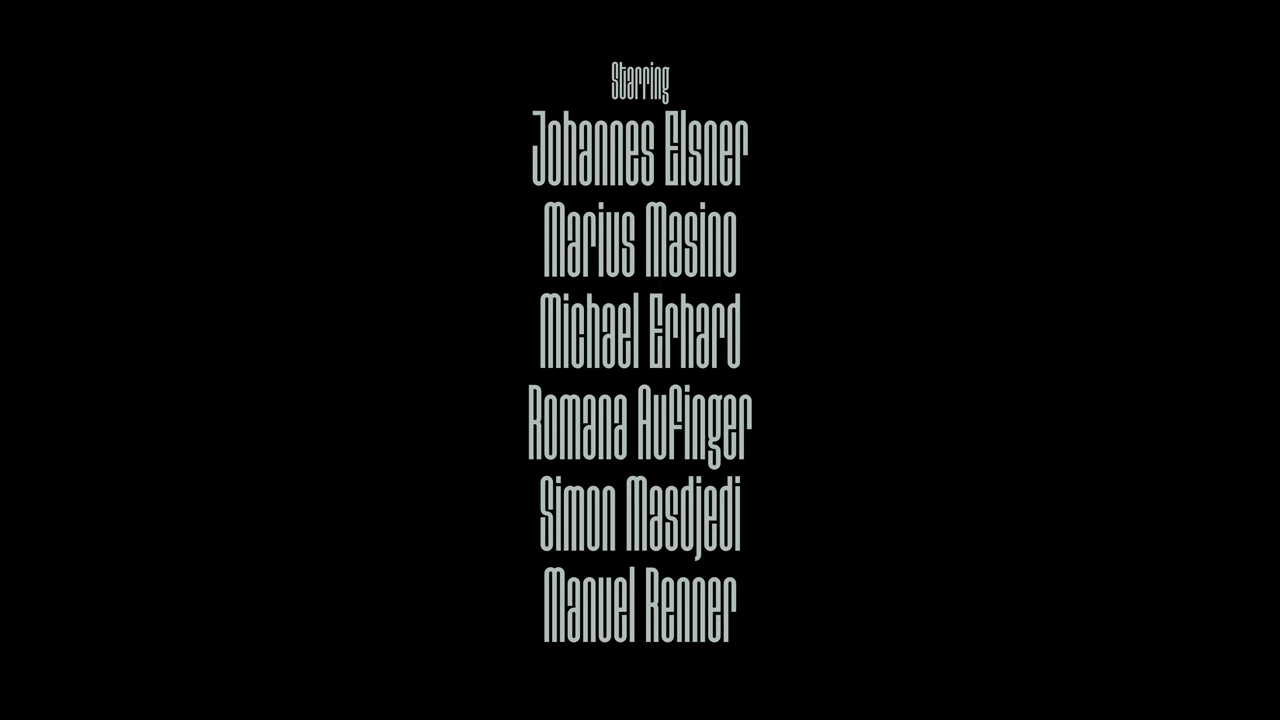 Starring
Johannes Elsner
Marius Masino
Michael Erhard
Romana Aufinger
Simon Masdjedi
Manuel Renner